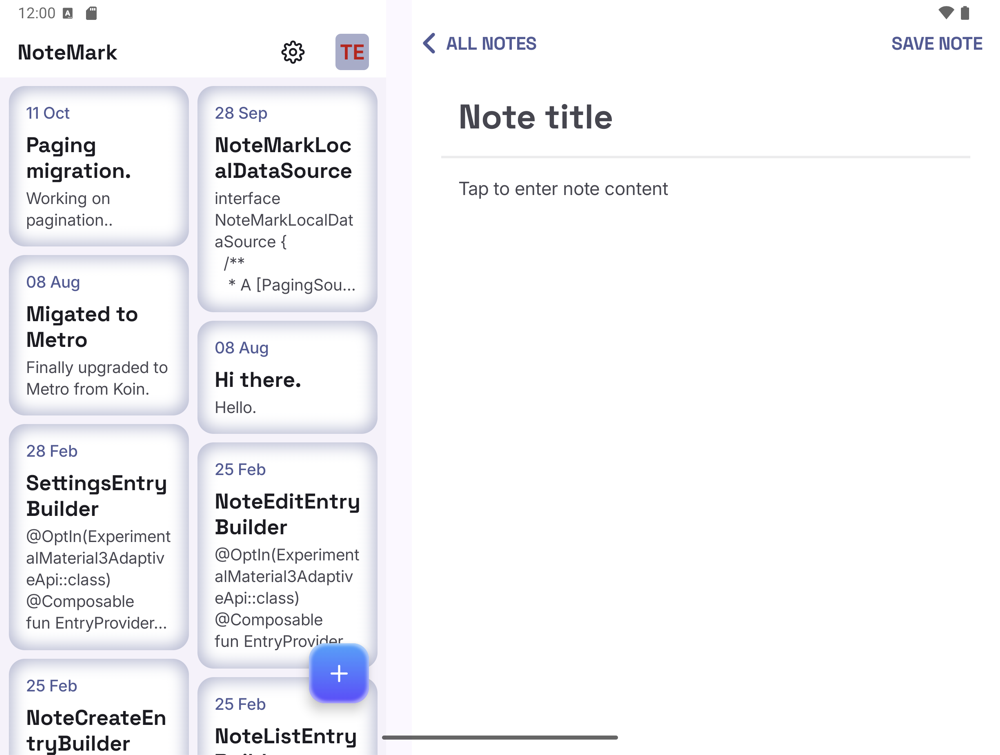 12:00
NoteMark
TE
11 Oct
Paging
migration.
Working on
pagination..
08 Aug
Migated to
Metro
Finally upgraded to
Metro from Koin.
28 Feb
SettingsEntry
Builder
@OptIn(Experiment
alMaterial3Adaptiv
eApi::class)
@Composable
fun EntryProvider...
25 Feb
NoteCreateEn
tryBuilder
28 Sep
NoteMarkLoc
alDataSource
interface
NoteMarkLocalDat
aSource {
/**
* A [PagingSou...
08 Aug
Hi there.
Hello.
25 Feb
NoteEditEntry
Builder
@OptIn(Experiment
alMaterial3Adaptiv
eApi::class)
@Composable
fun EntryProvider
25 Feb
NoteListEntry
ALL NOTES
SAVE NOTE
Note title
Tap to enter note content